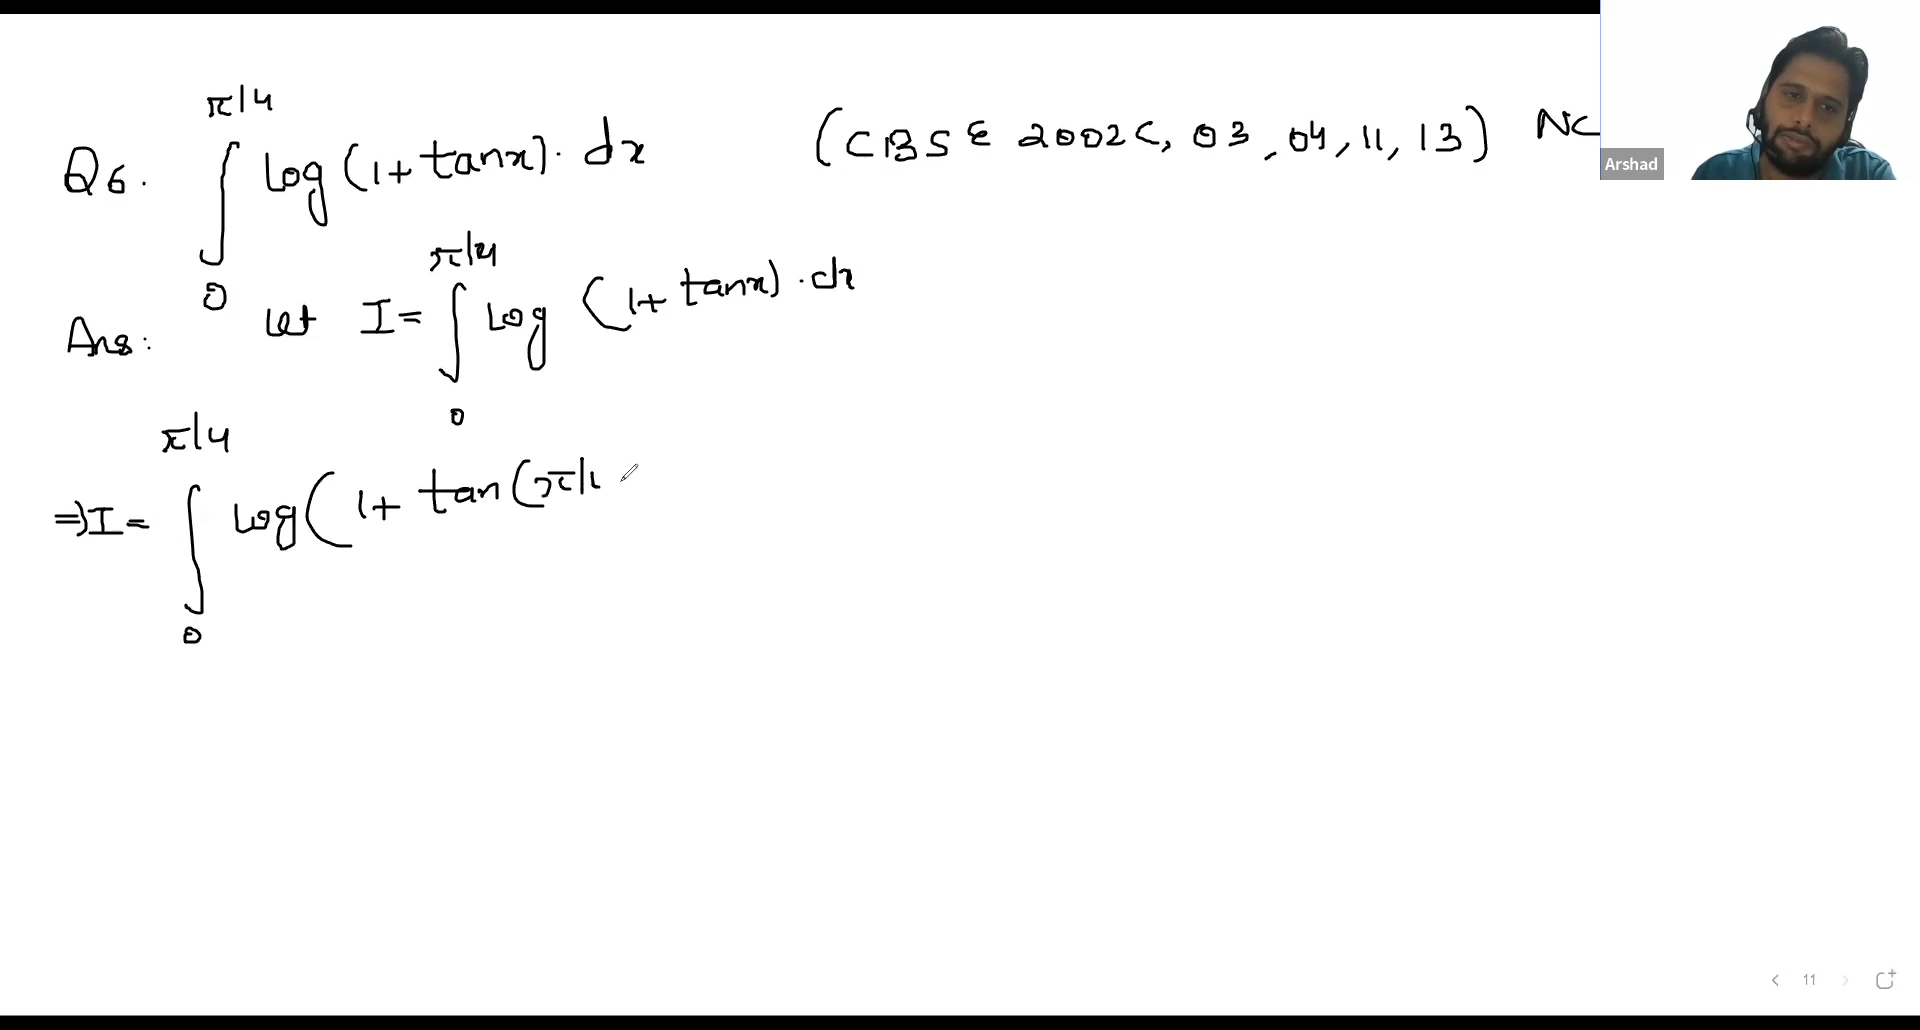 Q6. ∫₀^π/4 log(1+tanx)·dx (CBSE 2002C, 03, 04, 11, 13) NC
Arshad
Ans: Let I = ∫₀^π/4 Log (1+tanx)·dx
⇒I = ∫₀^π/4 Log(1+tan(π/
11